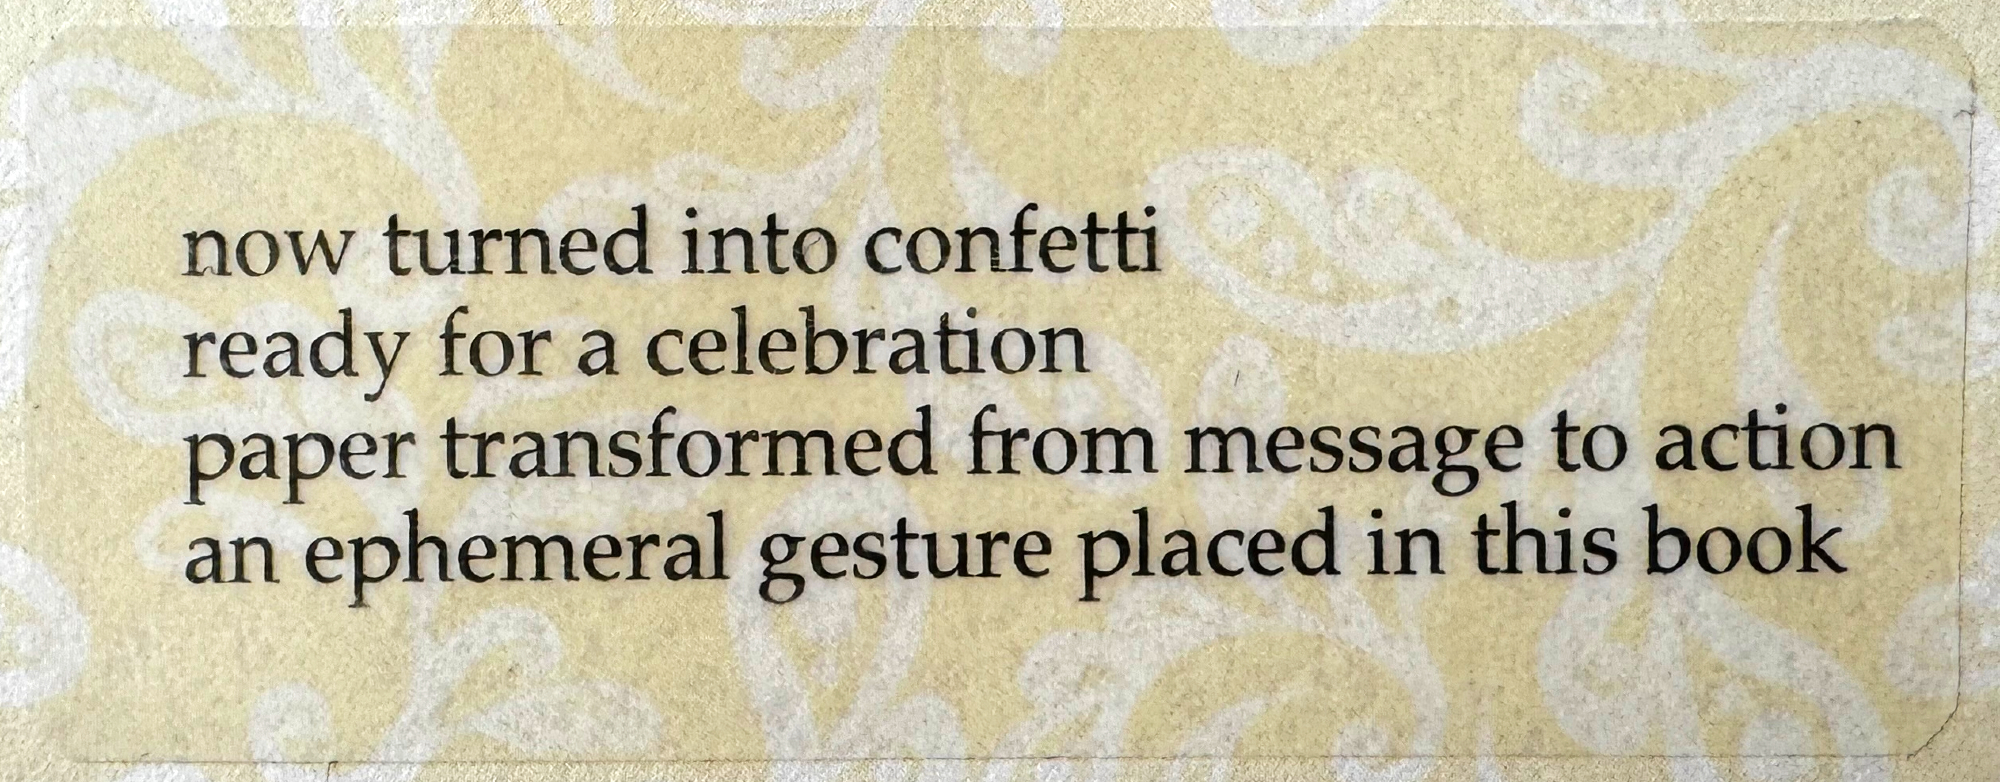 now turned into confetti
ready for a celebration
paper transformed from message to action
an ephemeral gesture placed in this book